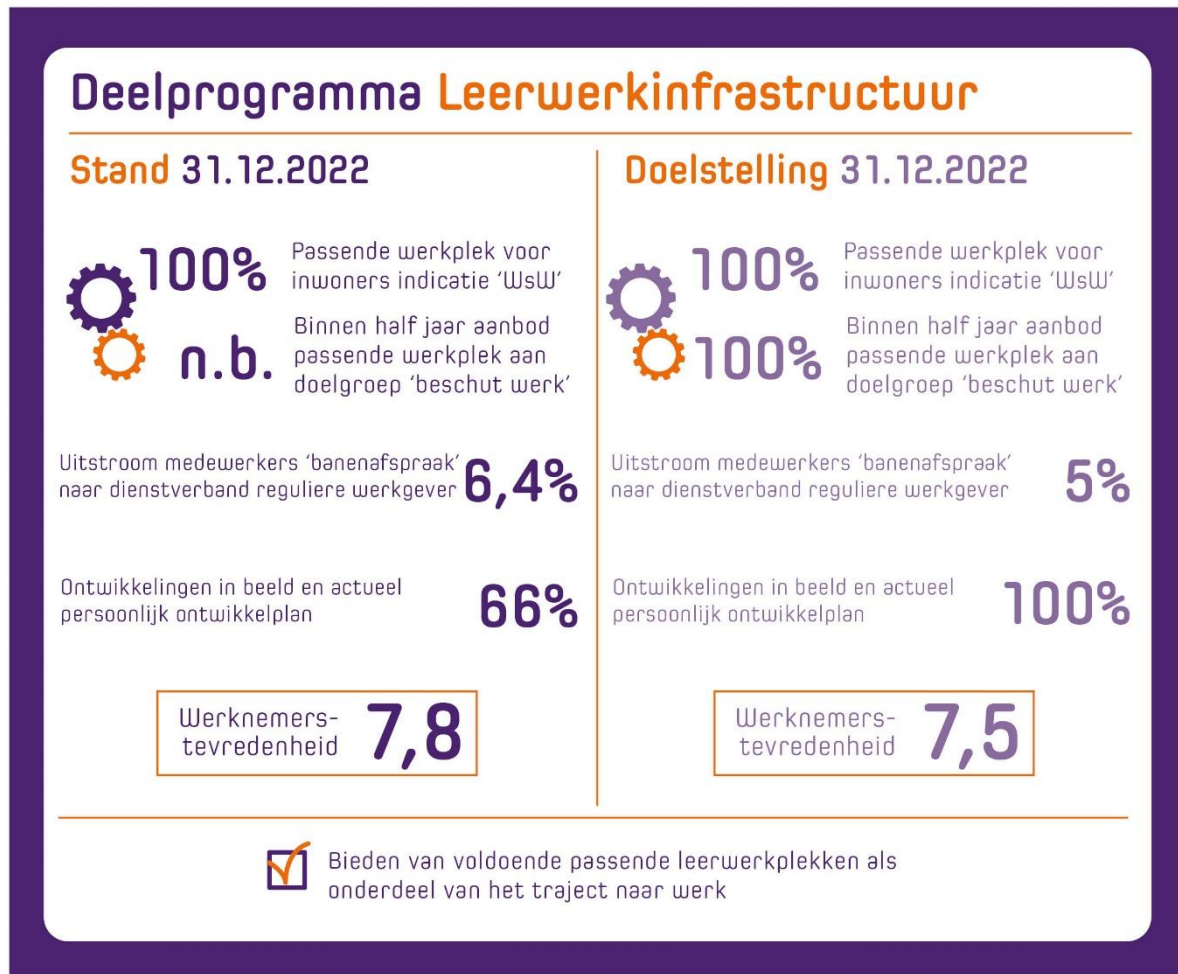 Deelprogramma Leerwerkinfrastructuur
Stand 31.12.2022
100%
Passende werkplek voor
inwoners indicatie ‘WsW’
n.b.
Binnen half jaar aanbod
passende werkplek aan
doelgroep ‘beschut werk’
Uitstroom medewerkers ‘banenafspraak’
naar dienstverband reguliere werkgever
6,4%
Ontwikkelingen in beeld en actueel
persoonlijk ontwikkelplan
66%
Werknemers-
tevredenheid
7,8
Doelstelling 31.12.2022
100%
Passende werkplek voor
inwoners indicatie ‘WsW’
100%
Binnen half jaar aanbod
passende werkplek aan
doelgroep ‘beschut werk’
Uitstroom medewerkers ‘banenafspraak’
naar dienstverband reguliere werkgever
5%
Ontwikkelingen in beeld en actueel
persoonlijk ontwikkelplan
100%
Werknemers-
tevredenheid
7,5
Bieden van voldoende passende leerwerkplekken als
onderdeel van het traject naar werk